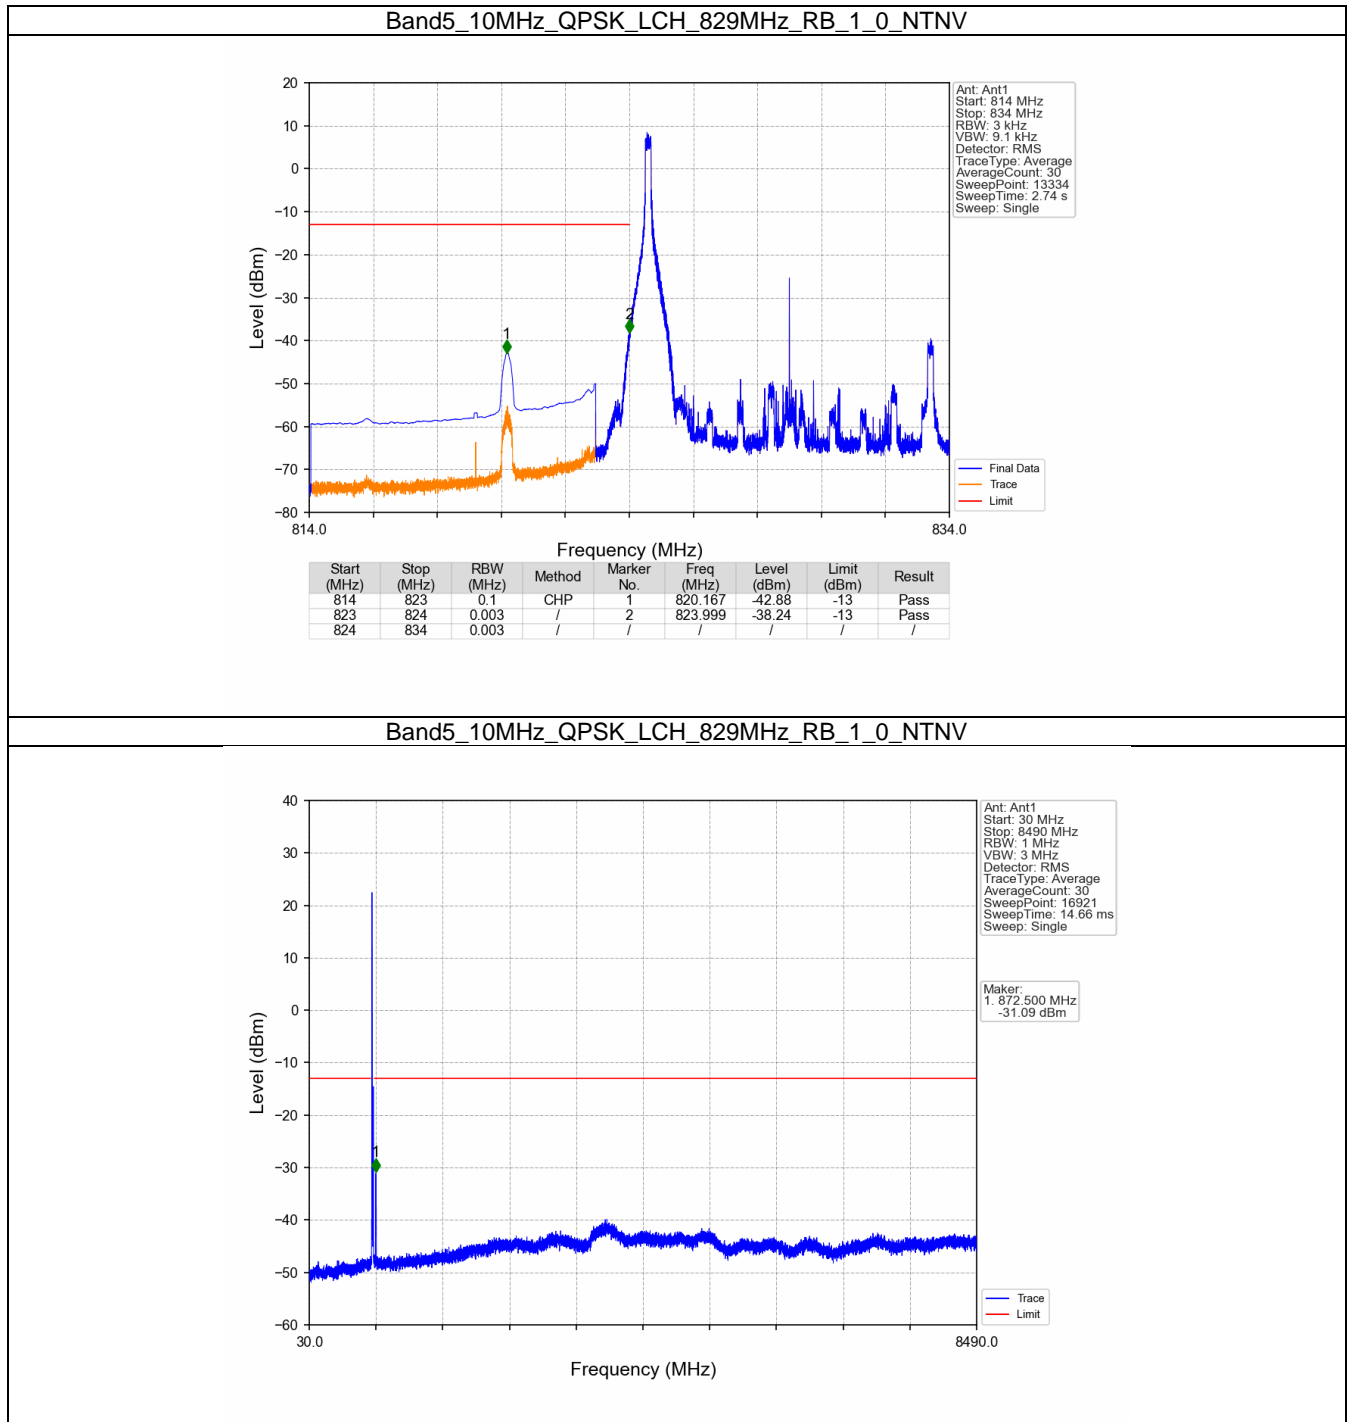 Band5_10MHz_QPSK_LCH_829MHz_RB_1_0_NTNV
20
10
0
−10
−20
−30
−40
−50
−60
−70
−80
Level (dBm)
1
2
814.0
834.0
Frequency (MHz)
Ant: Ant1
Start: 814 MHz
Stop: 834 MHz
RBW: 3 kHz
VBW: 9.1 kHz
Detector: RMS
TraceType: Average
AverageCount: 30
SweepPoint: 13334
SweepTime: 2.74 s
Sweep: Single
Final Data
Trace
Limit
Start (MHz) Stop (MHz) RBW (MHz) Method Marker No. Freq (MHz) Level (dBm) Limit (dBm) Result
814 823 0.1 CHP 1 820.167 -42.88 -13 Pass
823 824 0.003 / 2 823.999 -38.24 -13 Pass
824 834 0.003 / / / / / /
Band5_10MHz_QPSK_LCH_829MHz_RB_1_0_NTNV
40
30
20
10
0
−10
−20
−30
−40
−50
−60
Level (dBm)
1
30.0
8490.0
Frequency (MHz)
Ant: Ant1
Start: 30 MHz
Stop: 8490 MHz
RBW: 1 MHz
VBW: 3 MHz
Detector: RMS
TraceType: Average
AverageCount: 30
SweepPoint: 16921
SweepTime: 14.66 ms
Sweep: Single
Maker:
1. 872.500 MHz
-31.09 dBm
Trace
Limit